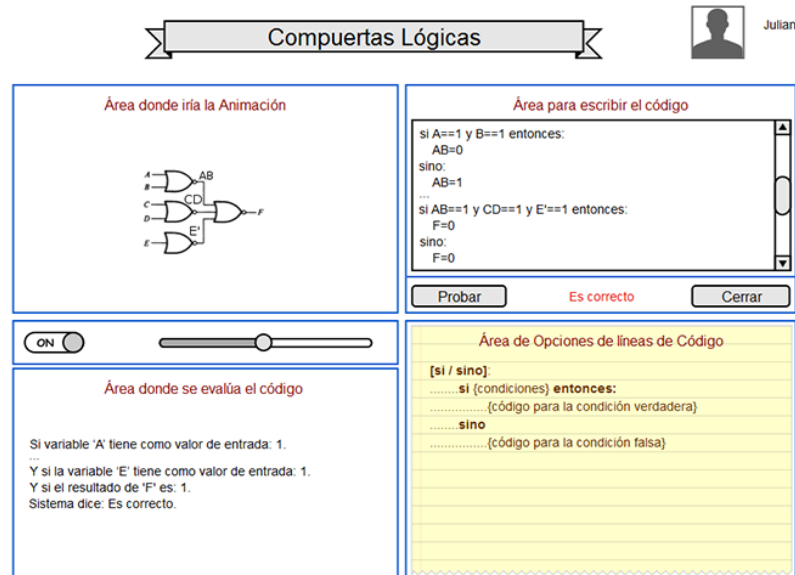 Compuertas Lógicas
Julian
Área donde iría la Animación
A
B
AB
C
D
CD
F
E'
E
Área para escribir el código
si A==1 y B==1 entonces:
AB=0
sino:
AB=1
...
si AB==1 y CD==1 y E'==1 entonces:
F=0
sino:
F=0
Probar
Es correcto
Cerrar
ON
Área donde se evalúa el código
Si variable 'A' tiene como valor de entrada: 1.
...
Y si la variable 'E' tiene como valor de entrada: 1.
Y si el resultado de 'F' es: 1.
Sistema dice: Es correcto.
Área de Opciones de líneas de Código
[si / sino]:
........si {condiciones} entonces:
................{código para la condición verdadera}
........sino
................{código para la condición falsa}